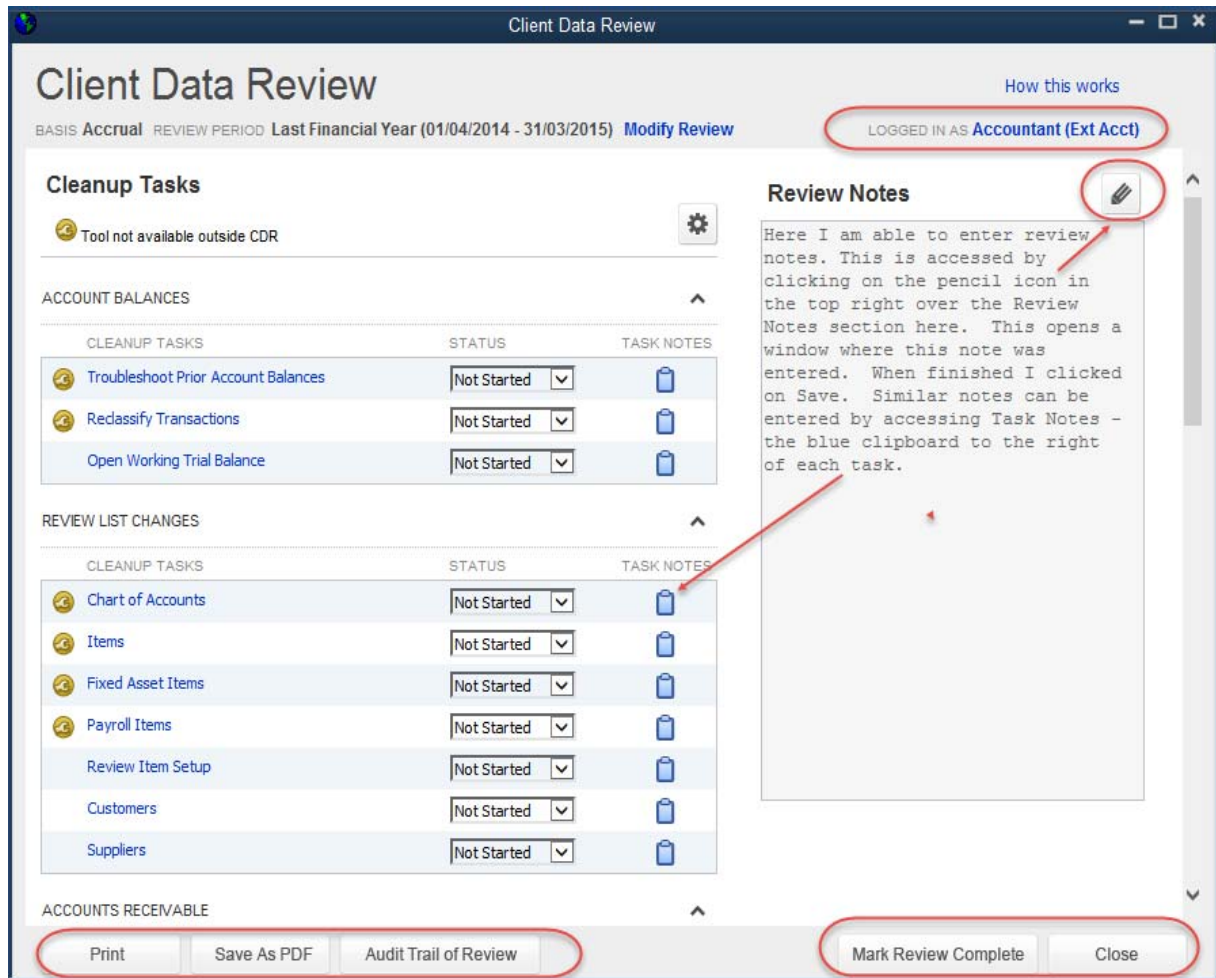 Client Data Review
Client Data Review
How this works
BASIS Accrual REVIEW PERIOD Last Financial Year (01/04/2014 - 31/03/2015) Modify Review
LOGGED IN AS Accountant (Ext Acct)
Cleanup Tasks
Tool not available outside CDR
ACCOUNT BALANCES
CLEANUP TASKS STATUS TASK NOTES
Troubleshoot Prior Account Balances Not Started
Reclassify Transactions Not Started
Open Working Trial Balance Not Started
REVIEW LIST CHANGES
CLEANUP TASKS STATUS TASK NOTES
Chart of Accounts Not Started
Items Not Started
Fixed Asset Items Not Started
Payroll Items Not Started
Review Item Setup Not Started
Customers Not Started
Suppliers Not Started
ACCOUNTS RECEIVABLE
Review Notes
Here I am able to enter review
notes. This is accessed by
clicking on the pencil icon in
the top right over the Review
Notes section here.  This opens a
window where this note was
entered.  When finished I clicked
on Save.  Similar notes can be
entered by accessing Task Notes -
the blue clipboard to the right
of each task.
Print Save As PDF Audit Trail of Review Mark Review Complete Close